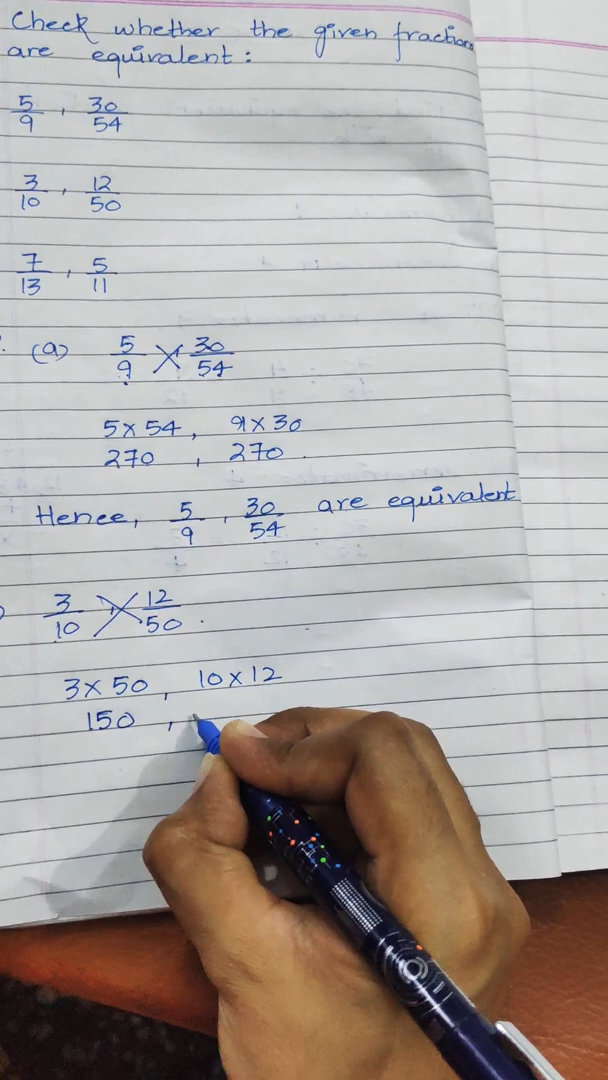 Check whether the given fractions
are equivalent:
5/9, 30/54
3/10, 12/50
7/13, 5/11
(a) 5/9 × 30/54
5×54, 9×30
270, 270
Hence, 5/9, 30/54 are equivalent
3/10 × 12/50.
3×50, 10×12
150,